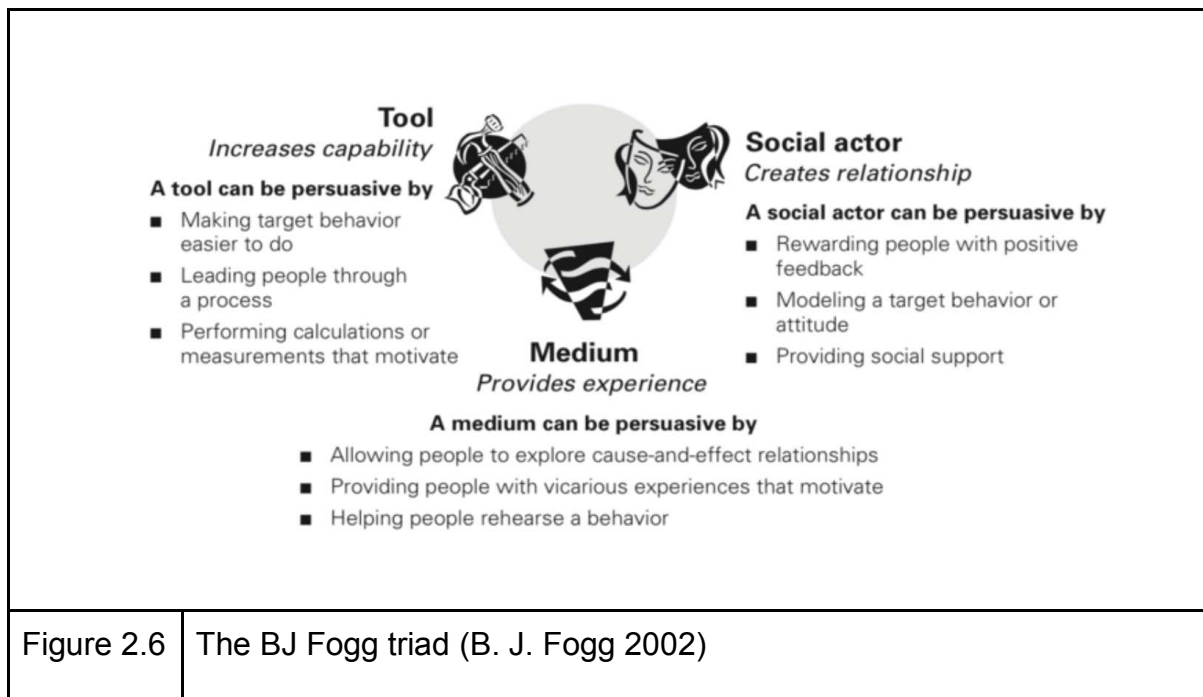 Tool
Increases capability
A tool can be persuasive by
■ Making target behavior
easier to do
■ Leading people through
a process
■ Performing calculations or
measurements that motivate
Social actor
Creates relationship
A social actor can be persuasive by
■ Rewarding people with positive
feedback
■ Modeling a target behavior or
attitude
■ Providing social support
Medium
Provides experience
A medium can be persuasive by
■ Allowing people to explore cause-and-effect relationships
■ Providing people with vicarious experiences that motivate
■ Helping people rehearse a behavior
Figure 2.6 The BJ Fogg triad (B. J. Fogg 2002)